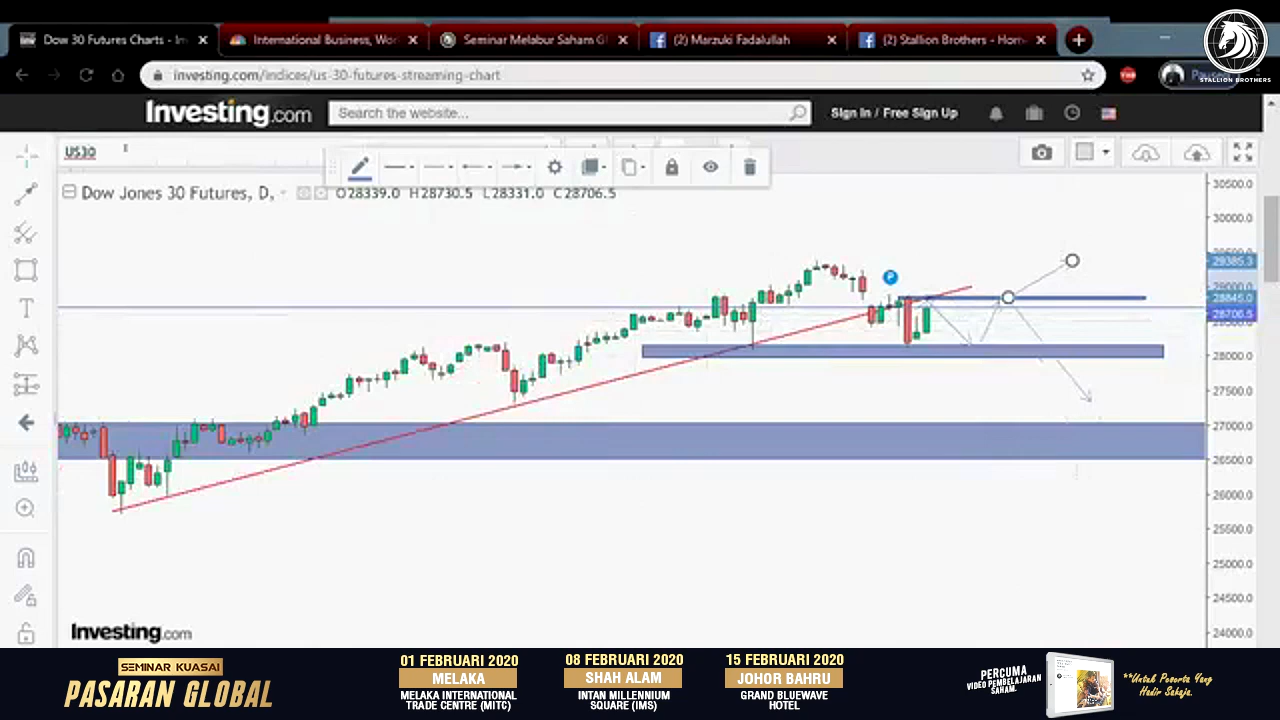 Dow 30 Futures Charts - In
International Business, Wor
Seminar Melabur Saham Gl
(2) Marzuki Fadalullah
(2) Stallion Brothers - Hom
STALLION BROTHERS
investing.com/indices/us-30-futures-streaming-chart
Paused
Investing.com
Search the website...
Sign In / Free Sign Up
US30
Dow Jones 30 Futures, D,
O28339.0 H28730.5 L28331.0 C28706.5
30500.0
30000.0
29385.3
29000.0
28845.0
28706.5
28500.0
28000.0
27500.0
27000.0
26500.0
26000.0
25500.0
25000.0
24500.0
24000.0
P
T
Investing.com
SEMINAR KUASAI
PASARAN GLOBAL
01 FEBRUARI 2020
MELAKA
MELAKA INTERNATIONAL
TRADE CENTRE (MITC)
08 FEBRUARI 2020
SHAH ALAM
INTAN MILLENNIUM
SQUARE (IMS)
15 FEBRUARI 2020
JOHOR BAHRU
GRAND BLUEWAVE
HOTEL
PERCUMA
VIDEO PEMBELAJARAN
SAHAM.
**Untuk Peserta Yang
Hadir Sahaja.